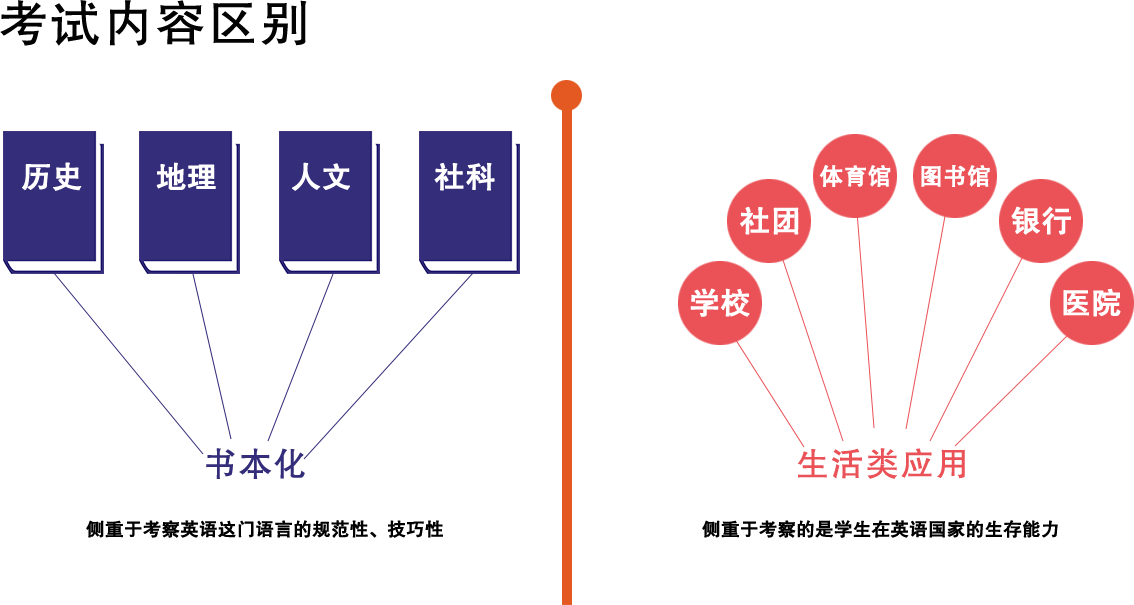 考试内容区别
历史
地理
人文
社科
书本化
侧重于考察英语这门语言的规范性、技巧性
学校
社团
体育馆
图书馆
银行
医院
生活类应用
侧重于考察的是学生在英语国家的生存能力